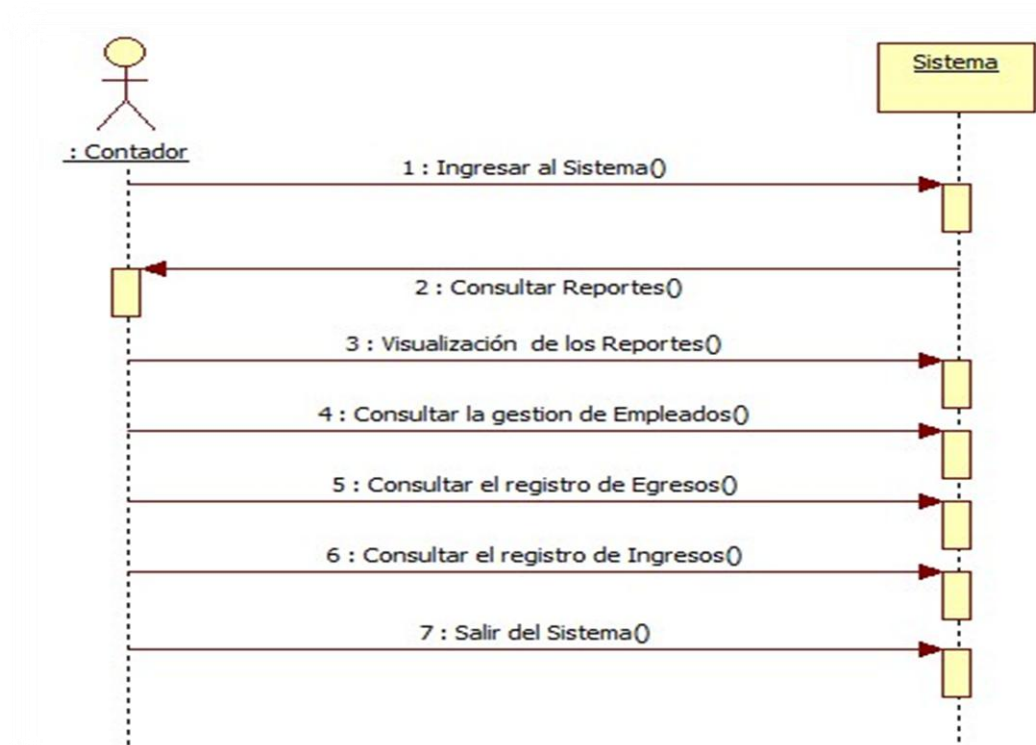 Sistema
: Contador
1 : Ingresar al Sistema()
2 : Consultar Reportes()
3 : Visualización de los Reportes()
4 : Consultar la gestion de Empleados()
5 : Consultar el registro de Egresos()
6 : Consultar el registro de Ingresos()
7 : Salir del Sistema()